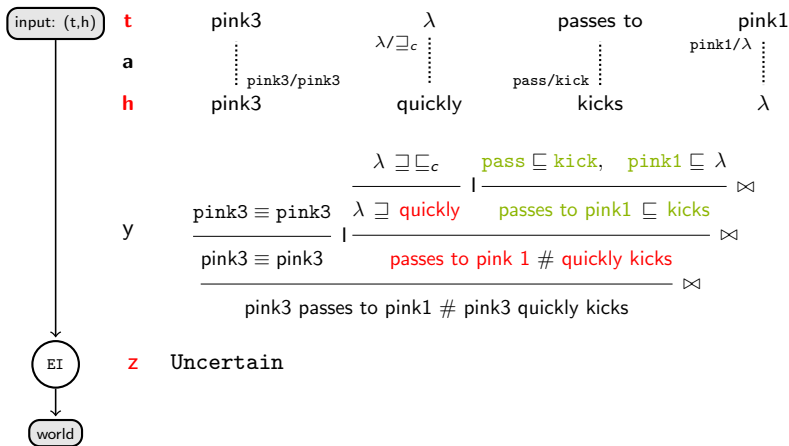 input: (t,h) t pink3 λ passes to pink1
λ/⊒c pink1/λ
a pink3/pink3 pass/kick
h pink3 quickly kicks λ
λ ⊒⊑c pass ⊑ kick, pink1 ⊑ λ
I ⋈
pink3 ≡ pink3 λ ⊒ quickly passes to pink1 ⊑ kicks
y I ⋈
pink3 ≡ pink3 passes to pink 1 # quickly kicks
⋈
pink3 passes to pink1 # pink3 quickly kicks
EI z Uncertain
world